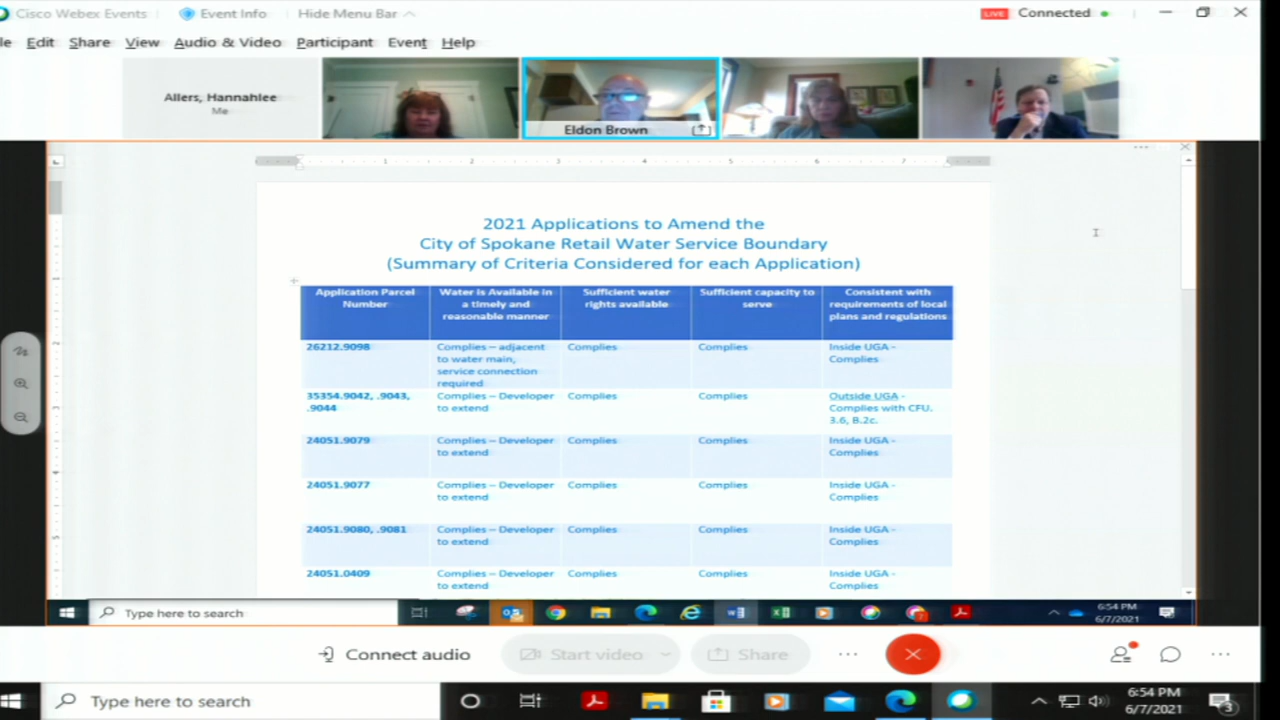 Cisco Webex Events Event Info Hide Menu Bar LIVE Connected
le Edit Share View Audio & Video Participant Event Help
Allers, Hannahlee
Me
Eldon Brown
1 2 3 4 5 6 7
2021 Applications to Amend the
City of Spokane Retail Water Service Boundary
(Summary of Criteria Considered for each Application)
Application Parcel Number
Water is Available in a timely and reasonable manner
Sufficient water rights available
Sufficient capacity to serve
Consistent with requirements of local plans and regulations
26212.9098
Complies – adjacent to water main, service connection required
Complies
Complies
Inside UGA - Complies
35354.9042, .9043, .9044
Complies – Developer to extend
Complies
Complies
Outside UGA - Complies with CFU. 3.6, B.2c.
24051.9079
Complies – Developer to extend
Complies
Complies
Inside UGA - Complies
24051.9077
Complies – Developer to extend
Complies
Complies
Inside UGA - Complies
24051.9080, .9081
Complies – Developer to extend
Complies
Complies
Inside UGA - Complies
24051.0409
Complies – Developer to extend
Complies
Complies
Inside UGA - Complies
Type here to search
6:54 PM
6/7/2021
Connect audio Start video Share
Type here to search
6:54 PM
6/7/2021
3